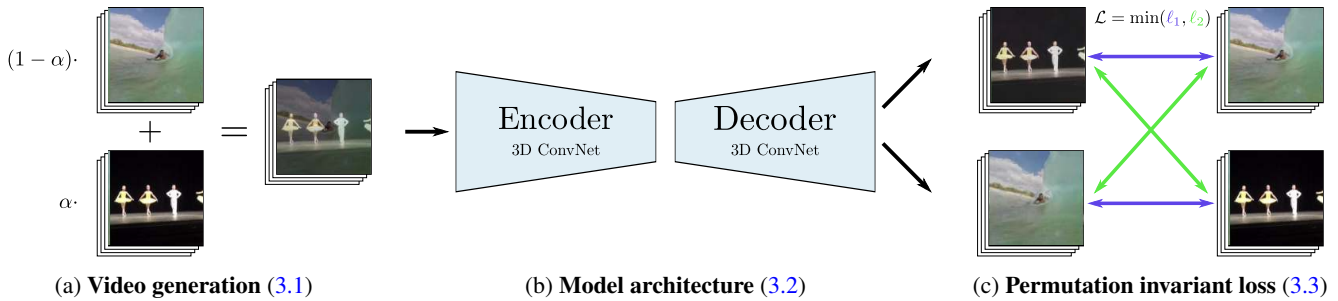 (1 − α)·
+
=
α·
Encoder
3D ConvNet
Decoder
3D ConvNet
ℒ = min(ℓ₁, ℓ₂)
(a) Video generation (3.1)
(b) Model architecture (3.2)
(c) Permutation invariant loss (3.3)